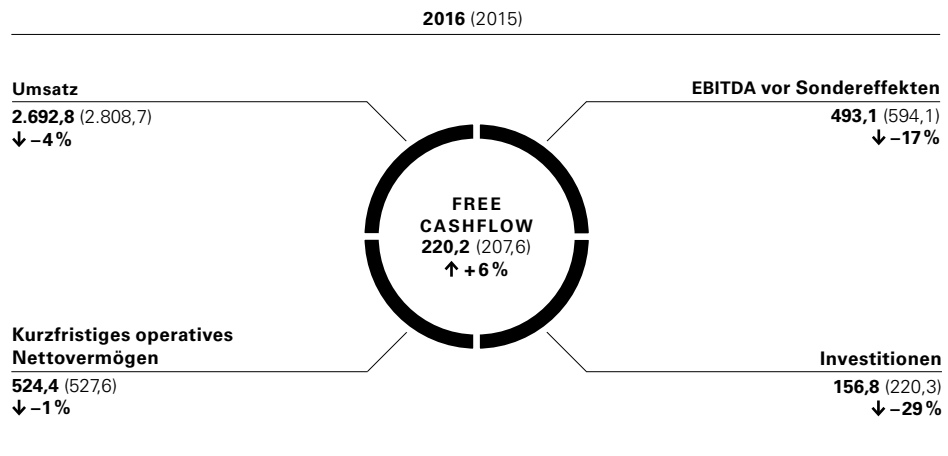 2016 (2015)
Umsatz
2.692,8 (2.808,7)
↓ –4 %
EBITDA vor Sondereffekten
493,1 (594,1)
↓ –17 %
FREE
CASHFLOW
220,2 (207,6)
↑ +6 %
Kurzfristiges operatives
Nettovermögen
524,4 (527,6)
↓ –1 %
Investitionen
156,8 (220,3)
↓ –29 %